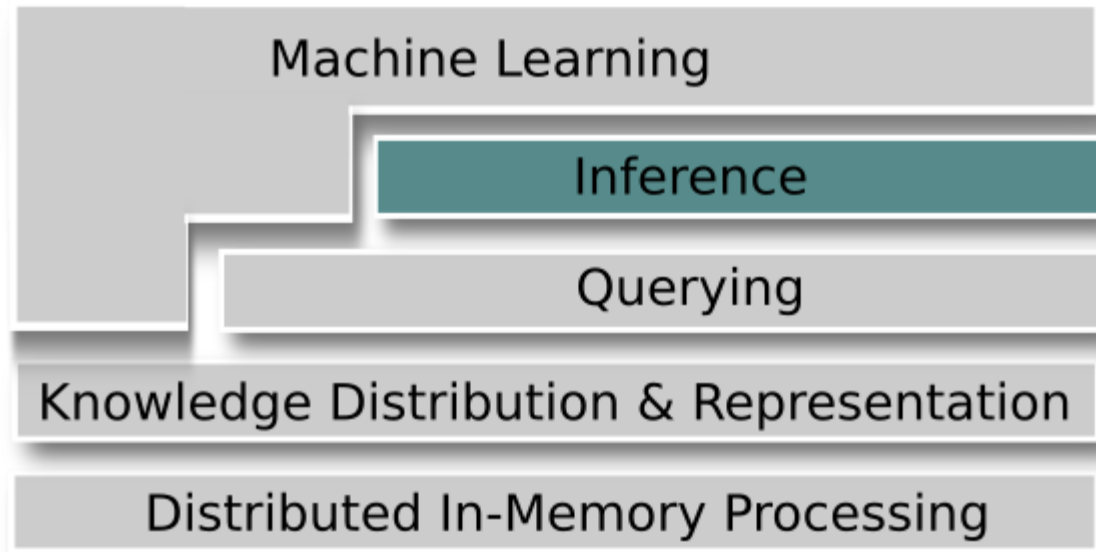 Machine Learning
Inference
Querying
Knowledge Distribution & Representation
Distributed In-Memory Processing